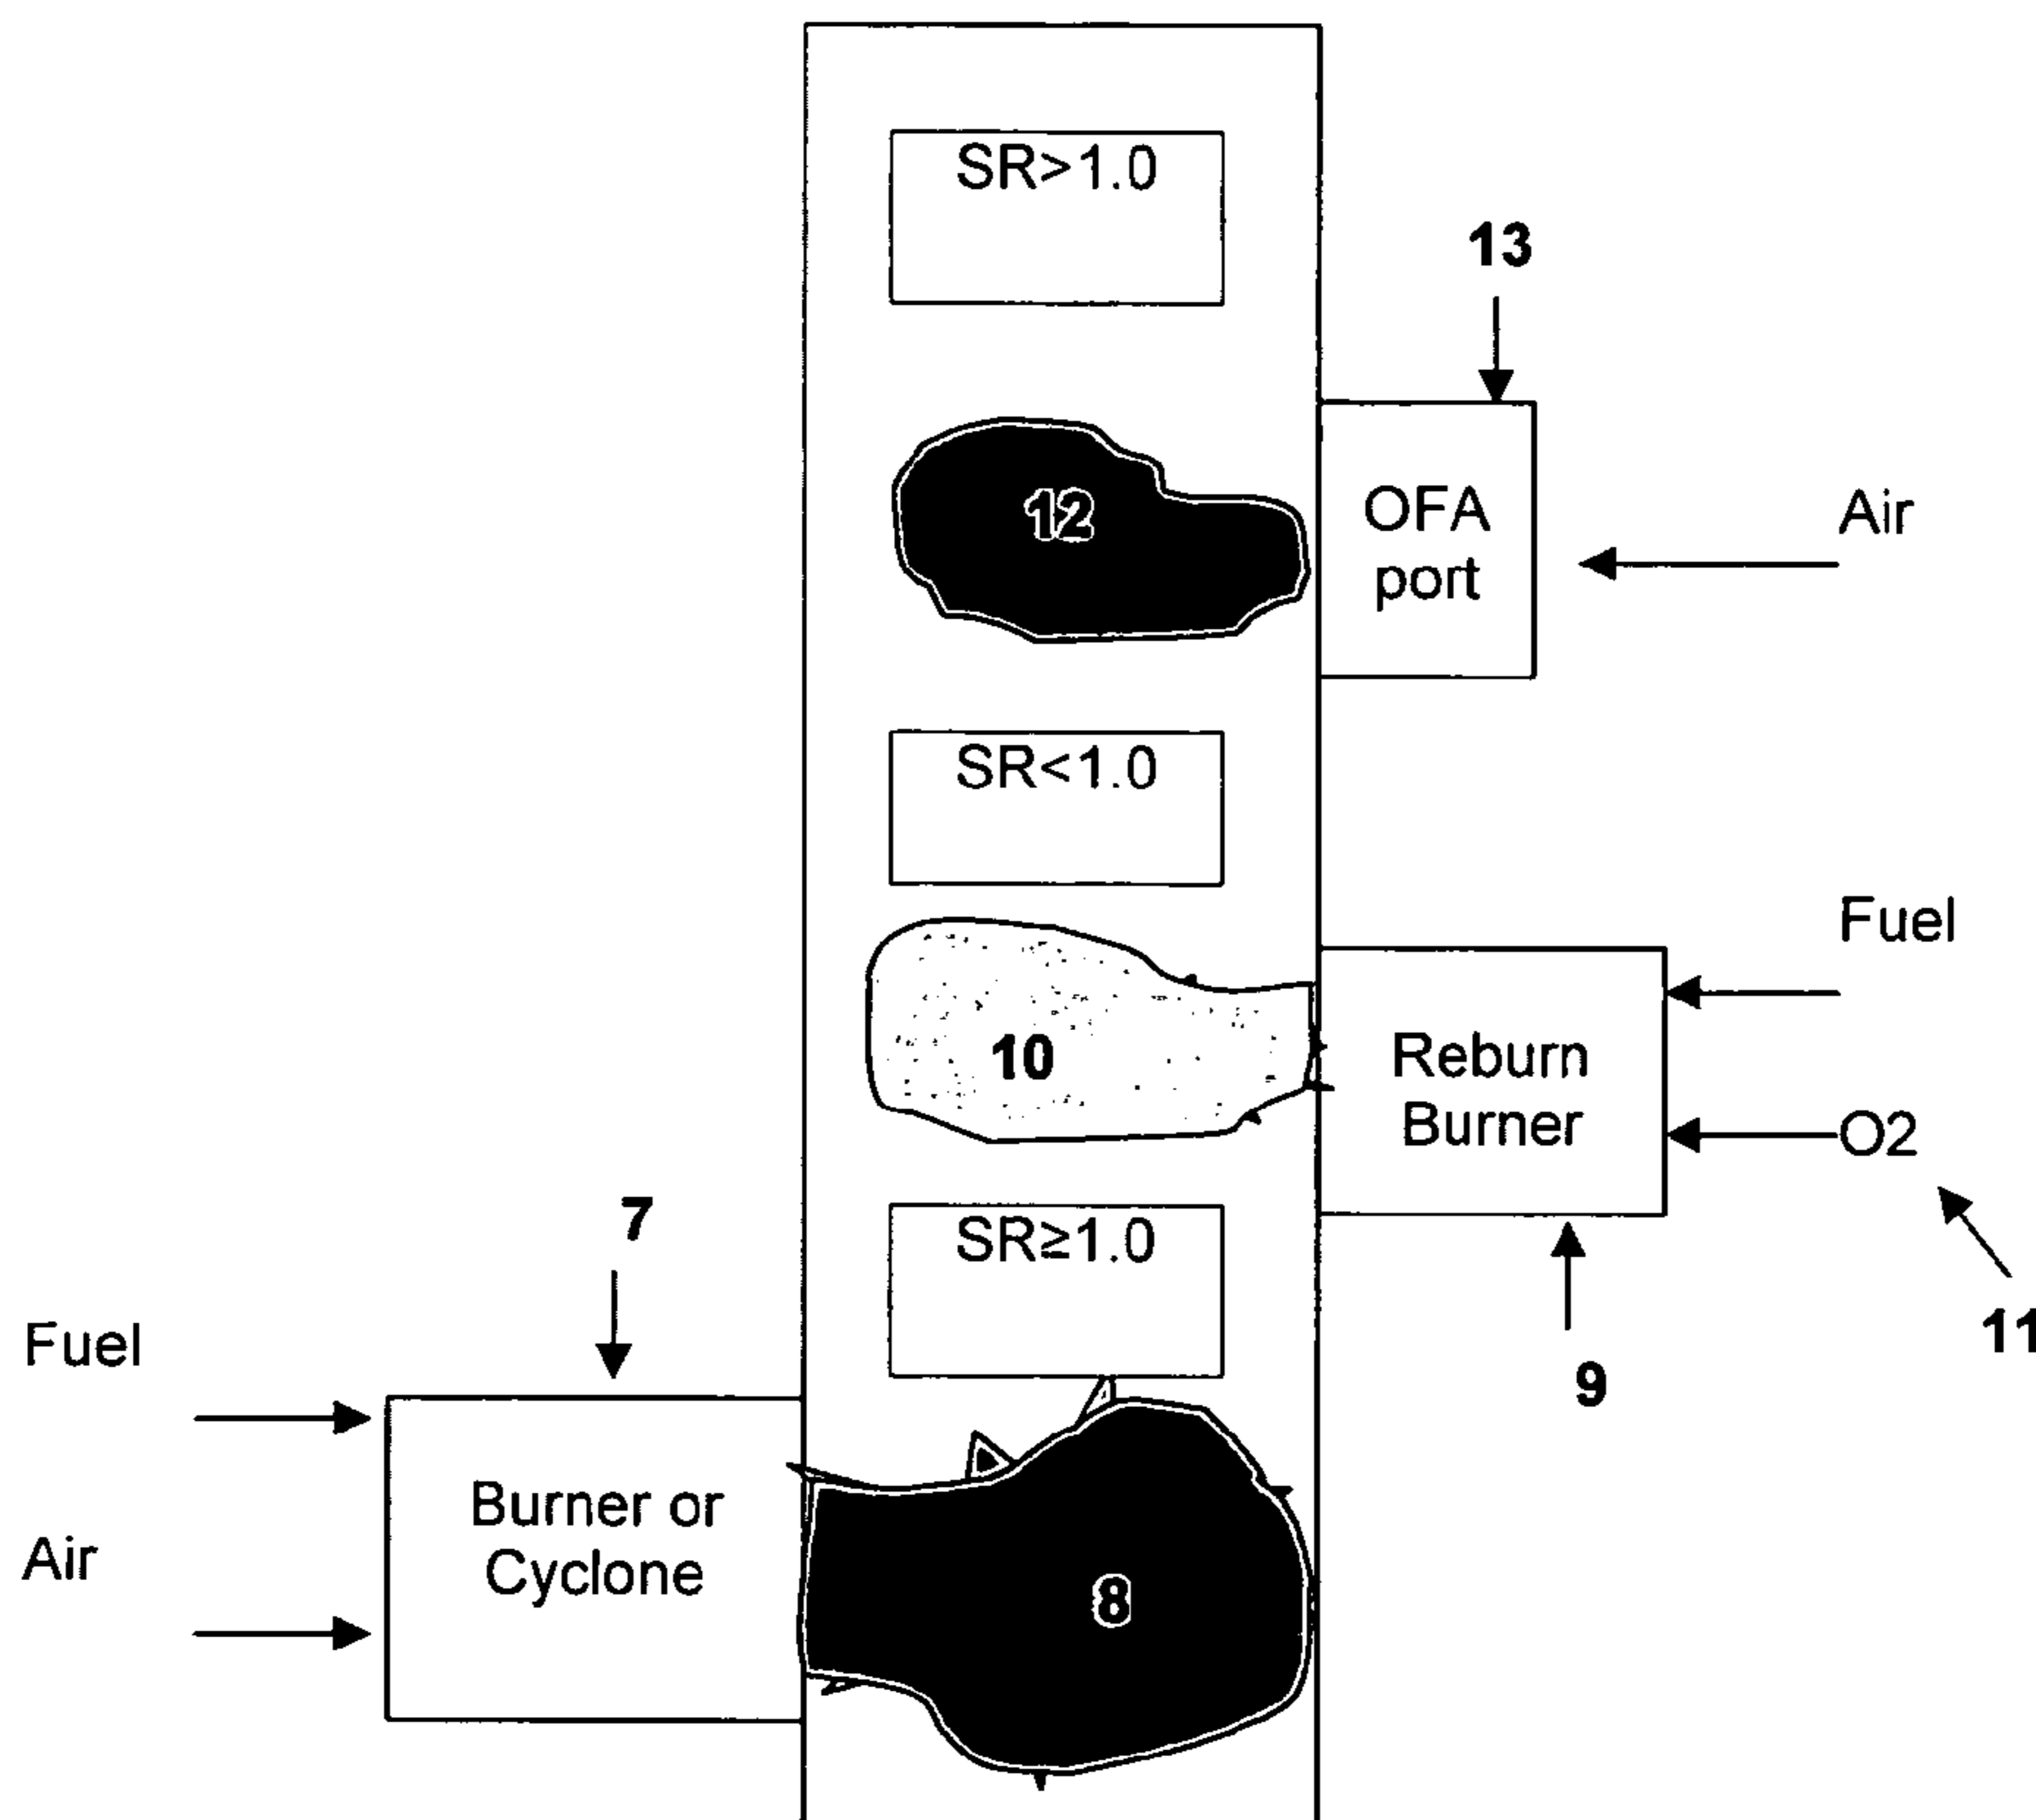 SR>1.0
13
12
OFA
port
Air
SR<1.0
Fuel
10
Reburn
Burner
O2
7
SR≥1.0
11
9
Fuel
Burner or
Cyclone
Air
8